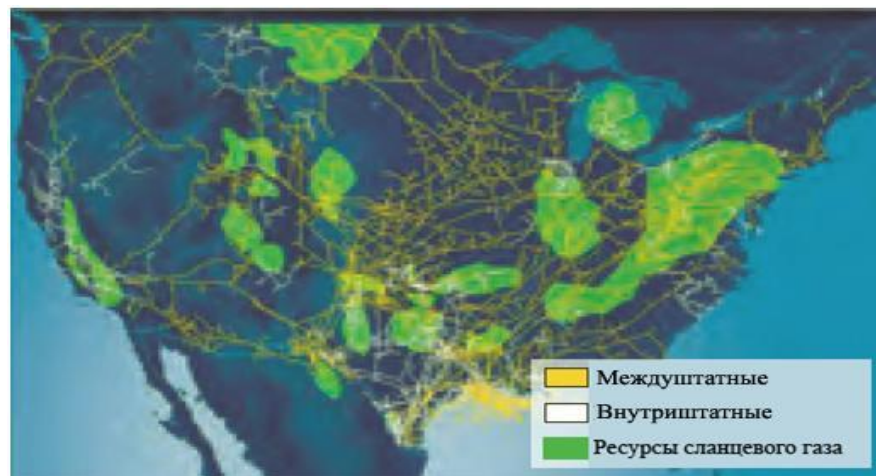 Междуштатные
Внутриштатные
Ресурсы сланцевого газа